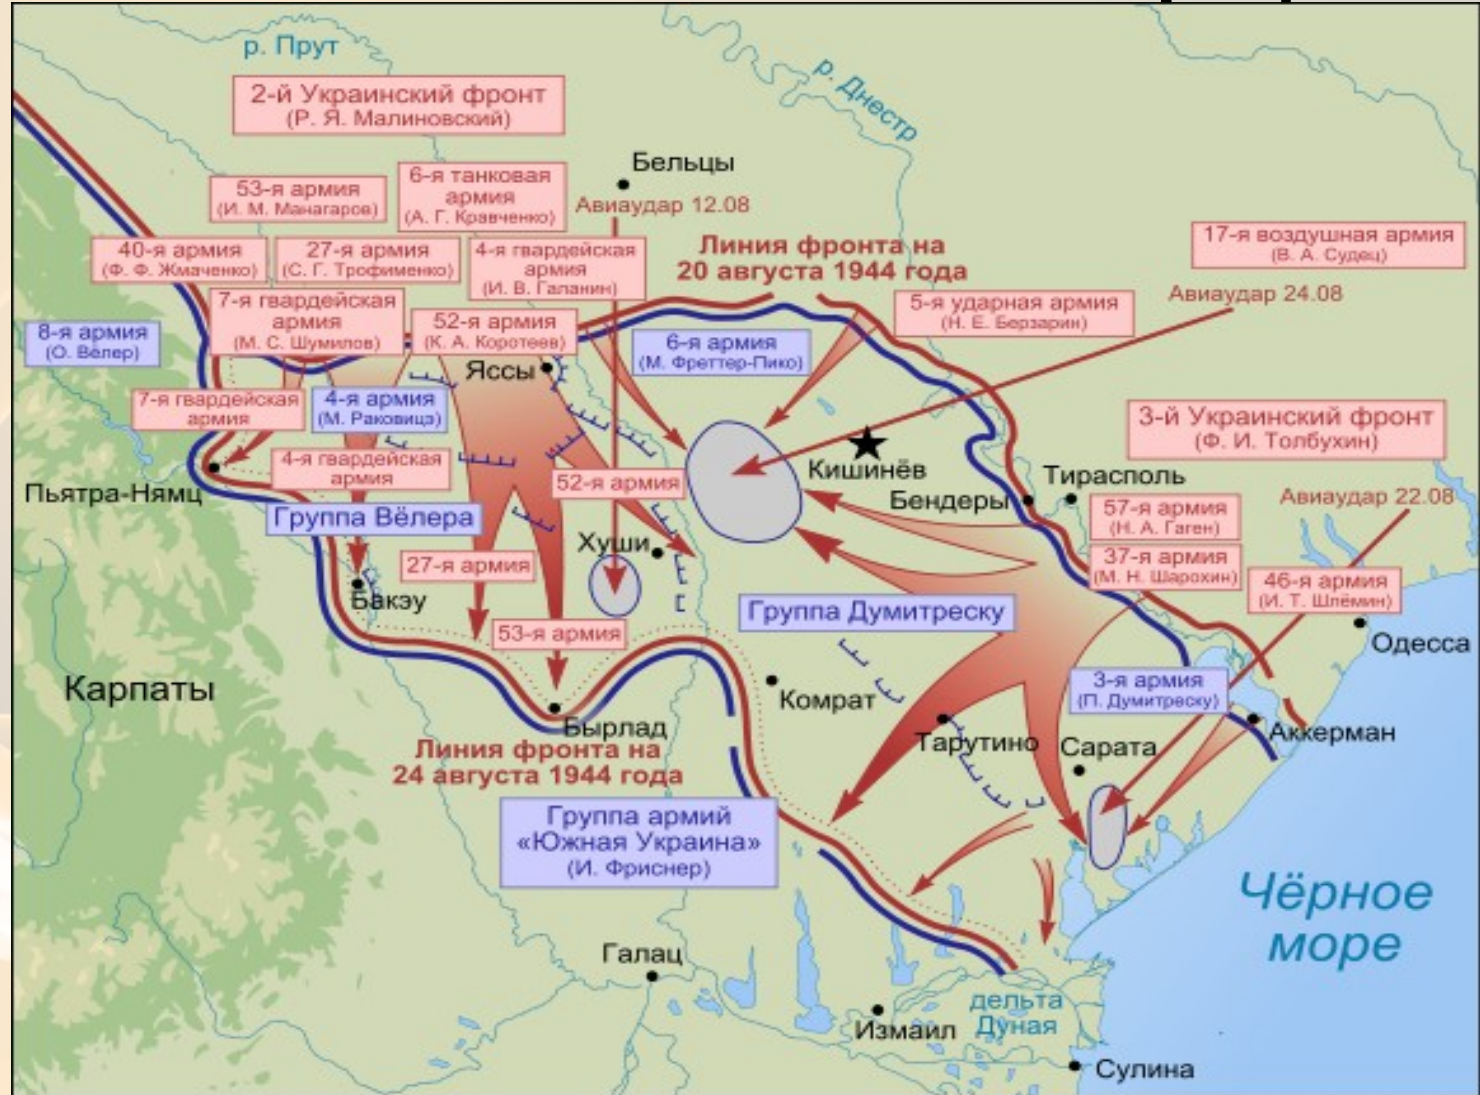 р. Прут
р. Днестр
2-й Украинский фронт
(Р. Я. Малиновский)
Бельцы
Авиаудар 12.08
53-я армия
(И. М. Манагаров)
6-я танковая
армия
(А. Г. Кравченко)
40-я армия
(Ф. Ф. Жмаченко)
27-я армия
(С. Г. Трофименко)
4-я гвардейская
армия
(И. В. Галанин)
Линия фронта на
20 августа 1944 года
17-я воздушная армия
(В. А. Судец)
Авиаудар 24.08
7-я гвардейская
армия
(М. С. Шумилов)
52-я армия
(К. А. Коротеев)
5-я ударная армия
(Н. Е. Берзарин)
8-я армия
(О. Вёлер)
6-я армия
(М. Фреттер-Пико)
Яссы
7-я гвардейская
армия
4-я армия
(М. Раковицэ)
3-й Украинский фронт
(Ф. И. Толбухин)
4-я гвардейская
армия
Кишинёв
Пьятра-Нямц
52-я армия
Бендеры
Тирасполь
Авиаудар 22.08
Группа Вёлера
57-я армия
(Н. А. Гаген)
Хуши
27-я армия
37-я армия
(М. Н. Шарохин)
46-я армия
(И. Т. Шлёмин)
Бакэу
Группа Думитреску
53-я армия
Одесса
Карпаты
Комрат
3-я армия
(П. Думитреску)
Бырлад
Тарутино
Сарата
Аккерман
Линия фронта на
24 августа 1944 года
Группа армий
«Южная Украина»
(И. Фриснер)
Чёрное
море
Галац
дельта
Дуная
Измаил
Сулина